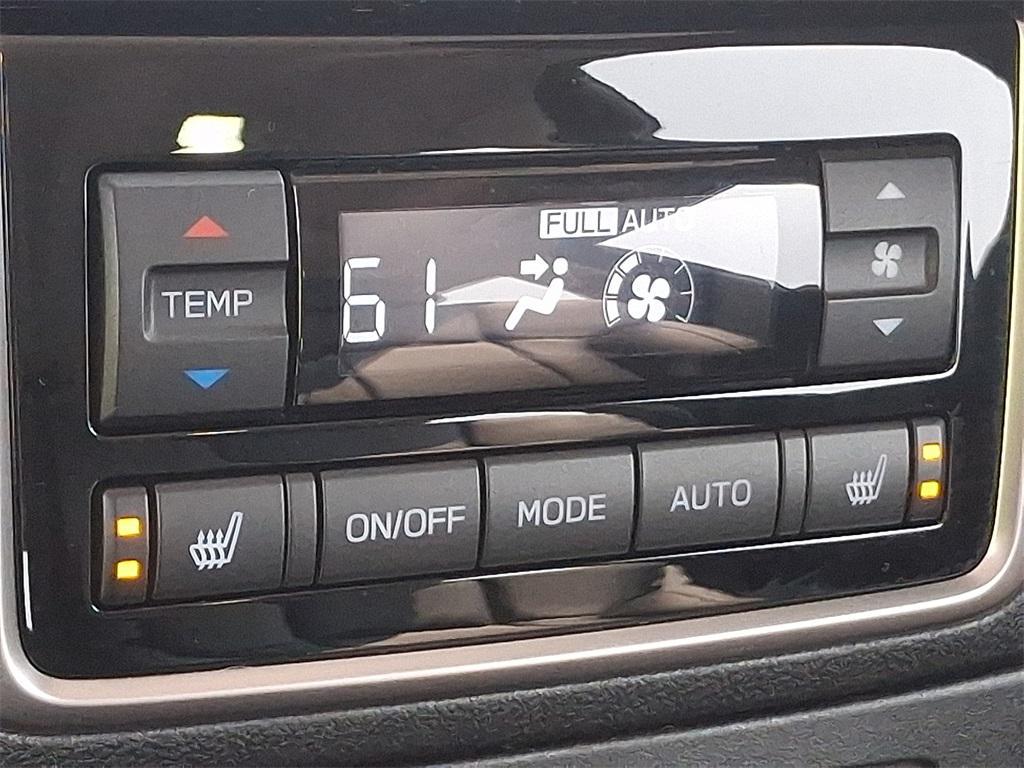 FULL AUTO
TEMP
61
ON/OFF MODE AUTO